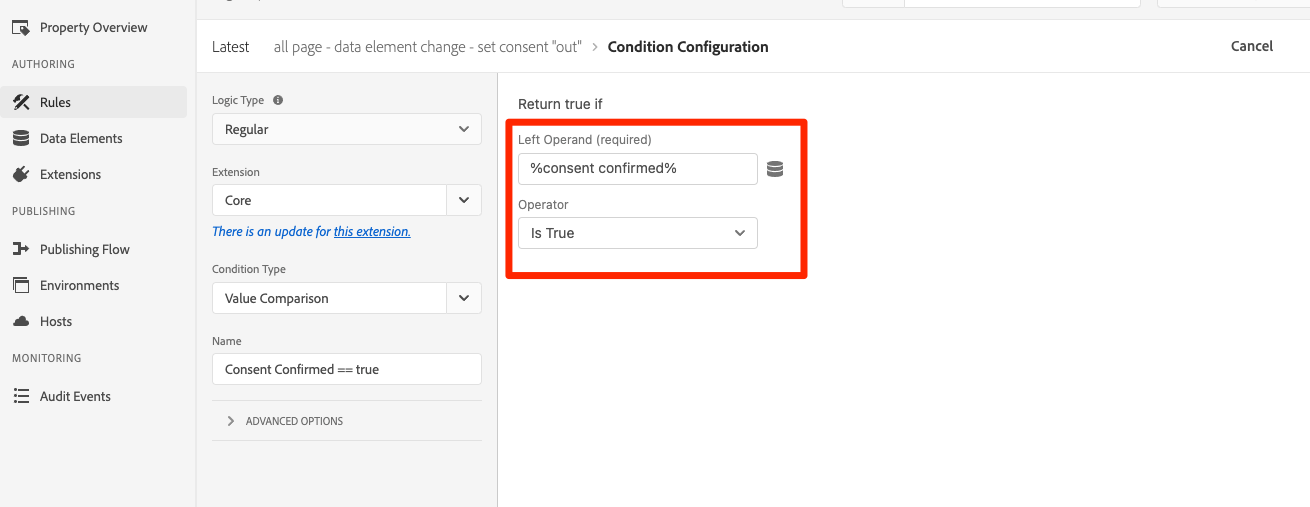 Property Overview
AUTHORING
Rules
Data Elements
Extensions
PUBLISHING
Publishing Flow
Environments
Hosts
MONITORING
Audit Events
Latest all page - data element change - set consent "out" > Condition Configuration
Cancel
Logic Type
Regular
Extension
Core
There is an update for this extension.
Condition Type
Value Comparison
Name
Consent Confirmed == true
ADVANCED OPTIONS
Return true if
Left Operand (required)
%consent confirmed%
Operator
Is True